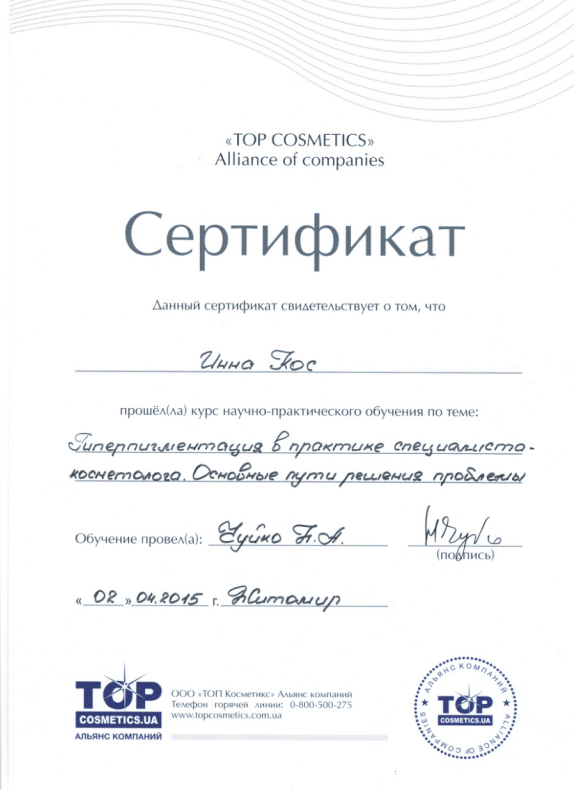 «TOP COSMETICS»
Alliance of companies
Сертификат
Данный сертификат свидетельствует о том, что
Инна Кос
прошёл(ла) курс научно-практического обучения по теме:
Гиперпигментация в практике специалиста-
косметолога. Основные пути решения проблемы
Обучение провел(а): Чуйко Н.А.
(подпись)
« 02 » 04.2015 г. Житомир
TOP
COSMETICS.UA
АЛЬЯНС КОМПАНИЙ
ООО «ТОП Косметикс» Альянс компаний
Телефон горячей линии: 0-800-500-275
www.topcosmetics.com.ua
АЛЬЯНС КОМПАНИЙ
TOP
COSMETICS.UA
ALLIANCE OF COMPANIES